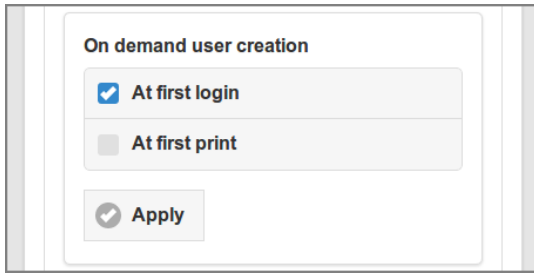 On demand user creation
At first login
At first print
Apply